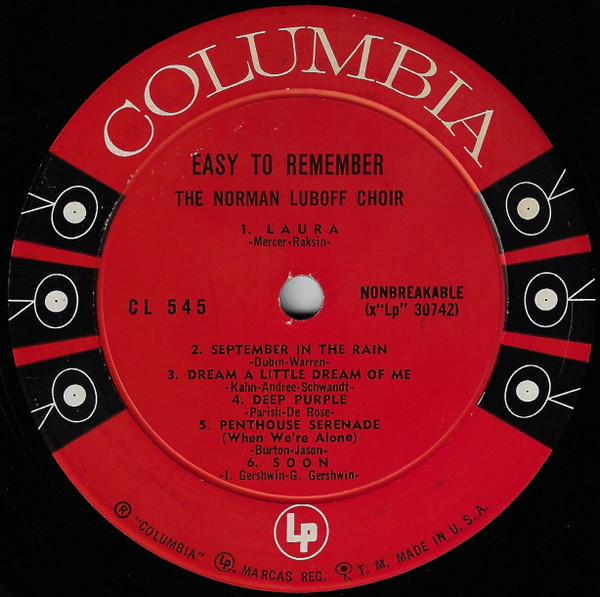 COLUMBIA
EASY TO REMEMBER
THE NORMAN LUBOFF CHOIR
1. LAURA
-Mercer-Raksin-
CL 545
NONBREAKABLE
(x"Lp" 30742)
2. SEPTEMBER IN THE RAIN
-Dubin-Warren-
3. DREAM A LITTLE DREAM OF ME
-Kahn-Andree-Schwandt-
4. DEEP PURPLE
-Parish-De Rose-
5. PENTHOUSE SERENADE
(When We're Alone)
-Burton-Jason-
6. SOON
-I. Gershwin-G. Gershwin-
Lp
® "COLUMBIA" Lp, MARCAS REG. T. M. MADE IN U. S. A.